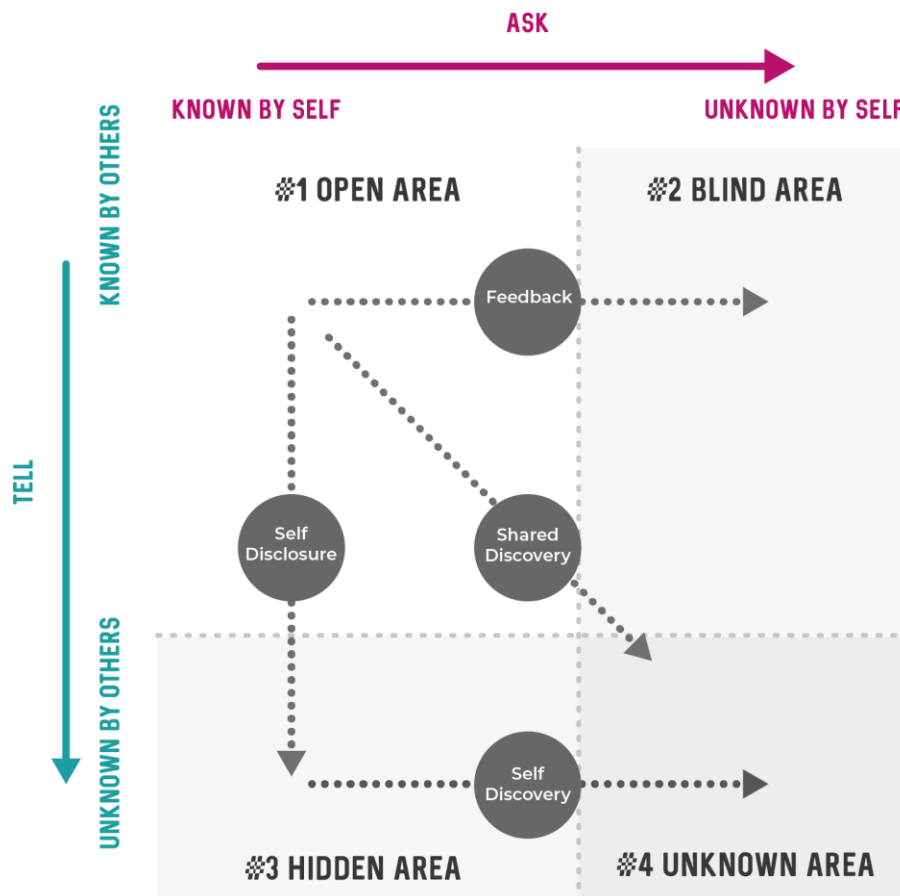 ASK
KNOWN BY SELF
UNKNOWN BY SELF
KNOWN BY OTHERS
#1 OPEN AREA
#2 BLIND AREA
Feedback
TELL
Self
Disclosure
Shared
Discovery
UNKNOWN BY OTHERS
Self
Discovery
#3 HIDDEN AREA
#4 UNKNOWN AREA